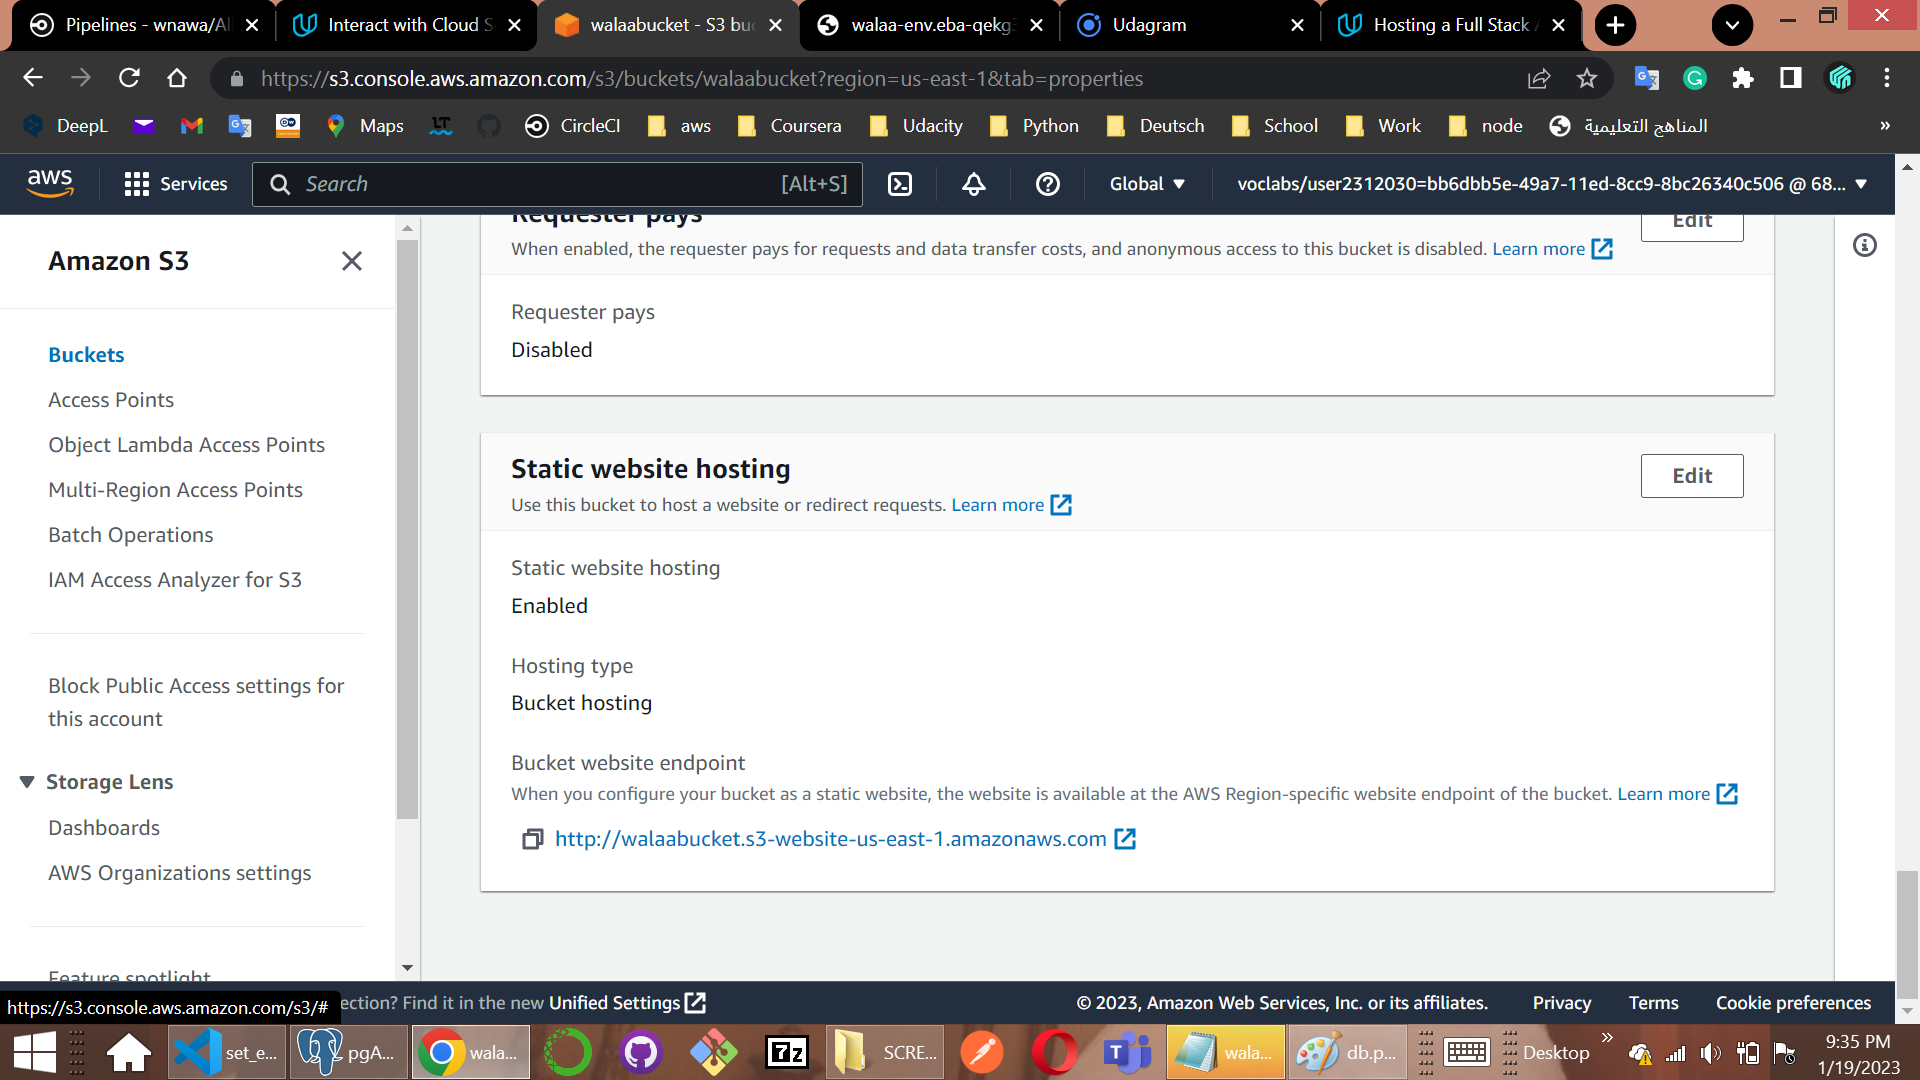 Pipelines - wnawa/Al
Interact with Cloud S
walaabucket - S3 buc
walaa-env.eba-qekg
Udagram
Hosting a Full Stack
https://s3.console.aws.amazon.com/s3/buckets/walaabucket?region=us-east-1&tab=properties
DeepL
Maps
LT
CircleCI
aws
Coursera
Udacity
Python
Deutsch
School
Work
node
المناهج التعليمية
»
aws
Services
Search
[Alt+S]
Global
voclabs/user2312030=bb6dbb5e-49a7-11ed-8cc9-8bc26340c506 @ 68...
Amazon S3
Buckets
Access Points
Object Lambda Access Points
Multi-Region Access Points
Batch Operations
IAM Access Analyzer for S3
Block Public Access settings for
this account
Storage Lens
Dashboards
AWS Organizations settings
Feature spotlight
Requester pays
Edit
When enabled, the requester pays for requests and data transfer costs, and anonymous access to this bucket is disabled. Learn more
Requester pays
Disabled
Static website hosting
Edit
Use this bucket to host a website or redirect requests. Learn more
Static website hosting
Enabled
Hosting type
Bucket hosting
Bucket website endpoint
When you configure your bucket as a static website, the website is available at the AWS Region-specific website endpoint of the bucket. Learn more
http://walaabucket.s3-website-us-east-1.amazonaws.com
https://s3.console.aws.amazon.com/s3/#
ection? Find it in the new Unified Settings
© 2023, Amazon Web Services, Inc. or its affiliates.
Privacy
Terms
Cookie preferences
set_e...
pgA...
wala...
7z
SCRE...
T
wala...
db.p...
Desktop
»
9:35 PM
1/19/2023